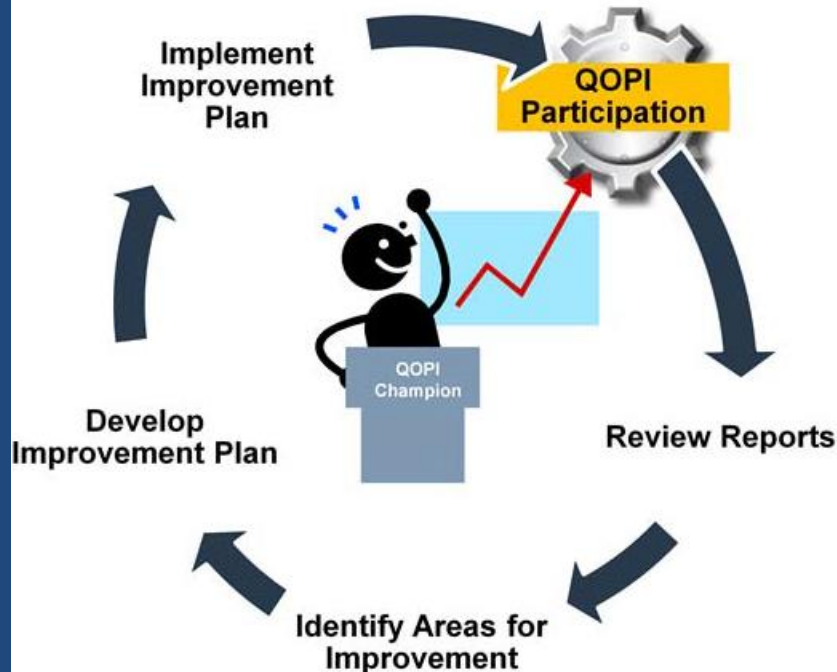 Implement
Improvement
Plan
QOPI
Participation
QOPI
Champion
Develop
Improvement Plan
Review Reports
Identify Areas for
Improvement